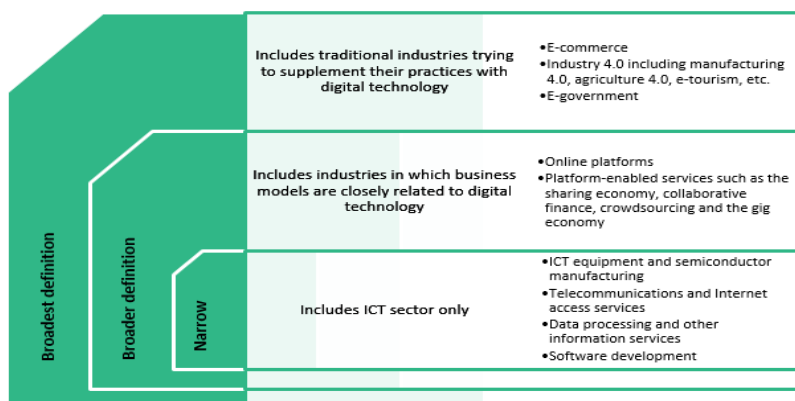 Includes traditional industries trying
to supplement their practices with
digital technology
•E-commerce
•Industry 4.0 including manufacturing
4.0, agriculture 4.0, e-tourism, etc.
•E-government
Includes industries in which business
models are closely related to digital
technology
•Online platforms
•Platform-enabled services such as the
sharing economy, collaborative
finance, crowdsourcing and the gig
economy
Includes ICT sector only
•ICT equipment and semiconductor
manufacturing
•Telecommunications and Internet
access services
•Data processing and other
information services
•Software development
Broadest definition
Broader definition
Narrow